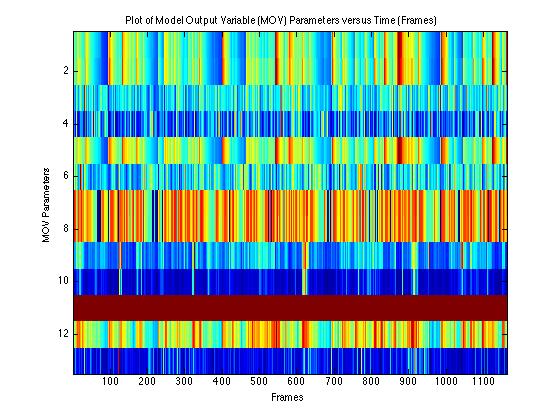 Plot of Model Output Variable (MOV) Parameters versus Time (Frames)
MOV Parameters
2
4
6
8
10
12
100 200 300 400 500 600 700 800 900 1000 1100
Frames